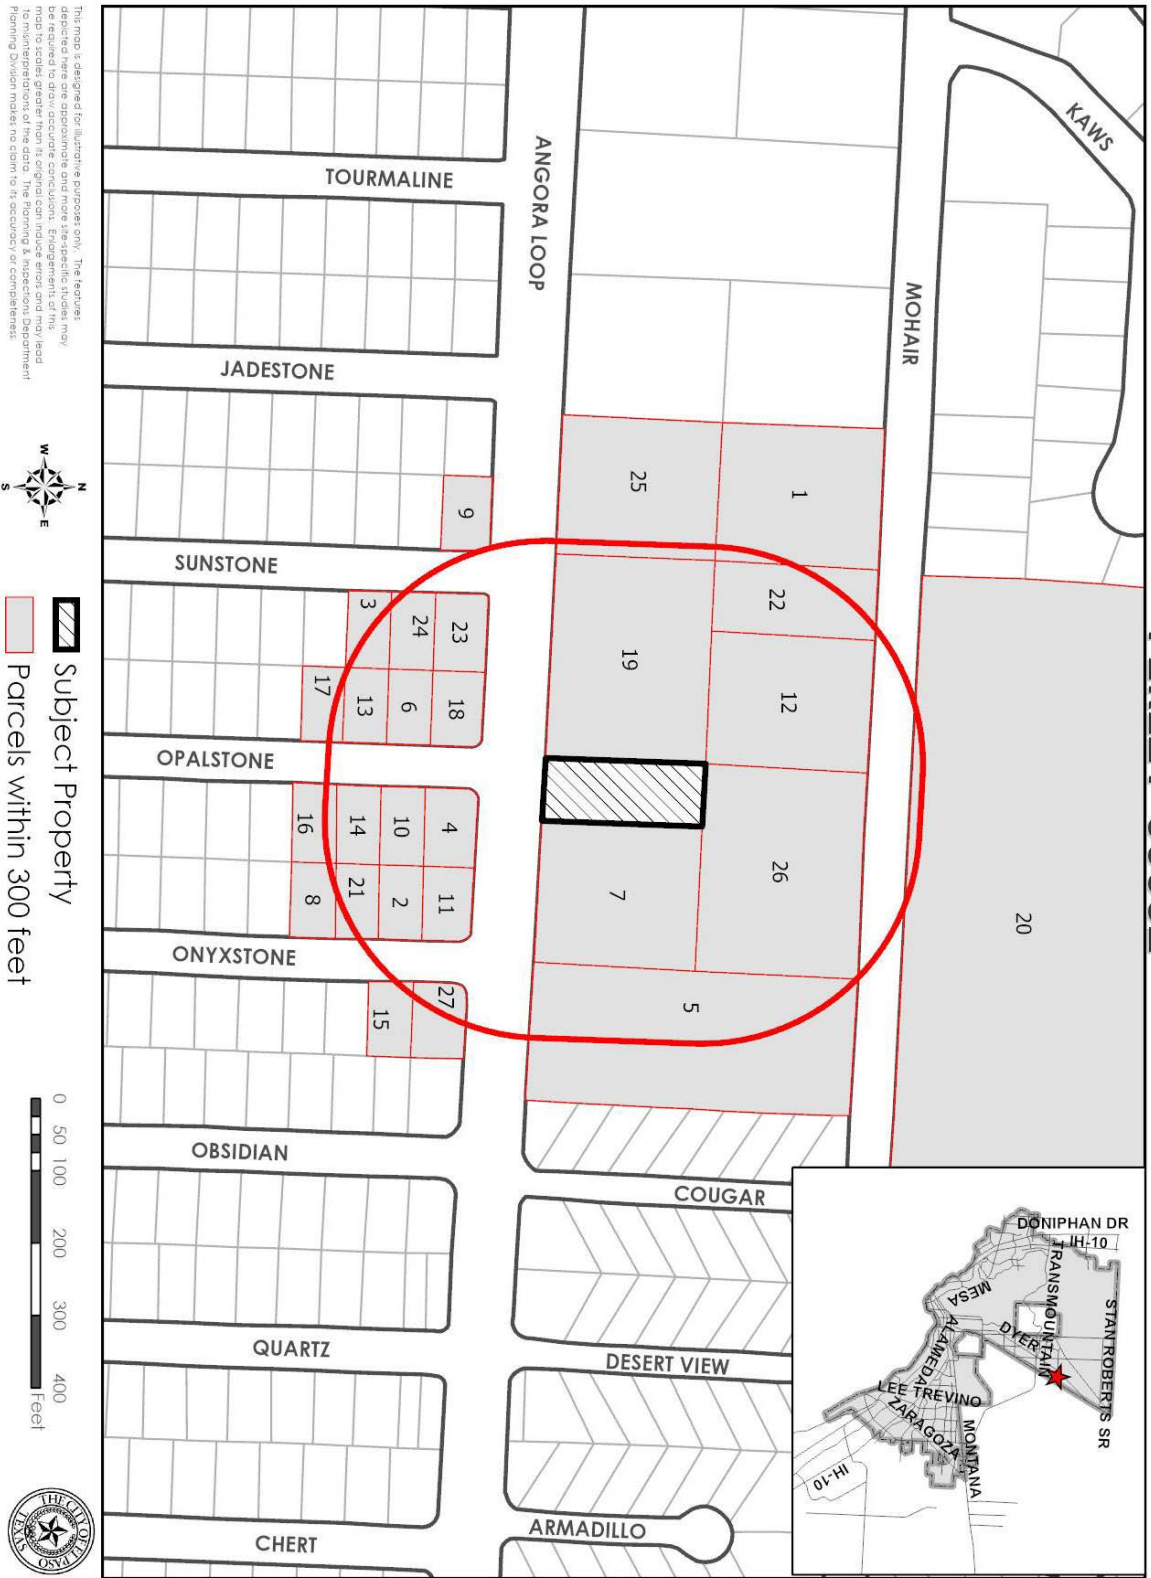 KAWS
TOURMALINE
ANGORA LOOP
MOHAIR
JADESTONE
25
1
9
SUNSTONE
22
3
24
23
19
12
17
13
6
18
OPALSTONE
16
14
10
4
26
7
8
21
2
11
20
ONYXSTONE
27
15
5
OBSIDIAN
COUGAR
QUARTZ
DESERT VIEW
CHERT
ARMADILLO
DONIPHAN DR
IH-10
TRANSMOUNTAIN
STAN ROBERTS SR
MESA
DYER
ALAMEDA
LEE TREVINO
ZARAGOZA
MONTANA
IH-10
This map is designed for illustrative purposes only. The features
depicted here are approximate and more site-specific studies may
be required to draw accurate conclusions. Enlargements of this
map to scales greater than its original can induce errors and may lead
to misinterpretations of the data. The Planning & Inspections Department
Planning Division makes no claim to its accuracy or completeness.
N
W
E
S
Subject Property
Parcels within 300 feet
0 50 100 200 300 400
Feet
THE CITY OF EL PASO
TEXAS